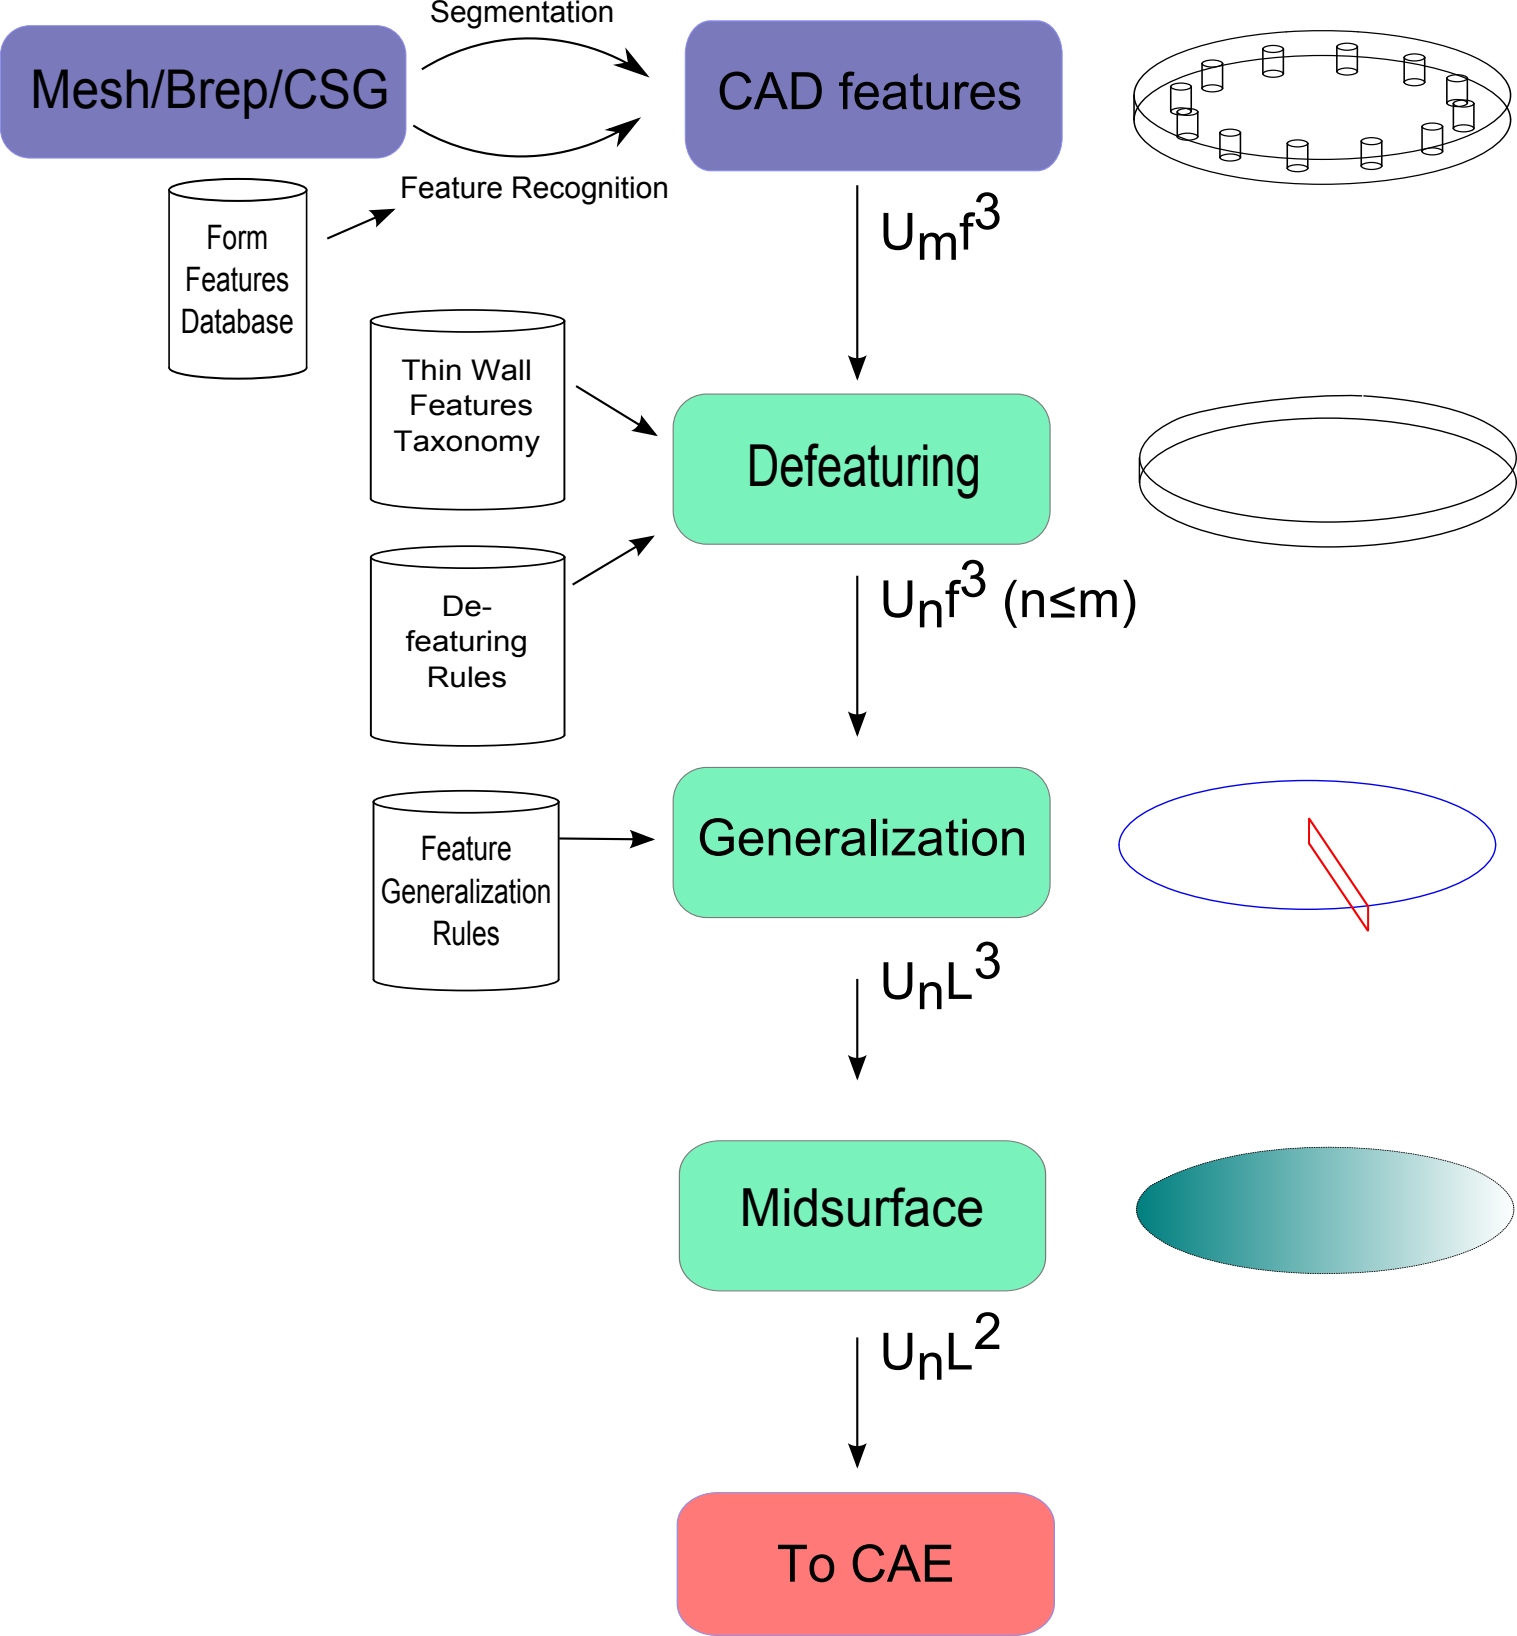 Segmentation
Mesh/Brep/CSG
CAD features
Feature Recognition
Form
Features
Database
Umf3
Thin Wall
Features
Taxonomy
Defeaturing
De-
featuring
Rules
Unf3 (n≤m)
Feature
Generalization
Rules
Generalization
UnL3
Midsurface
UnL2
To CAE